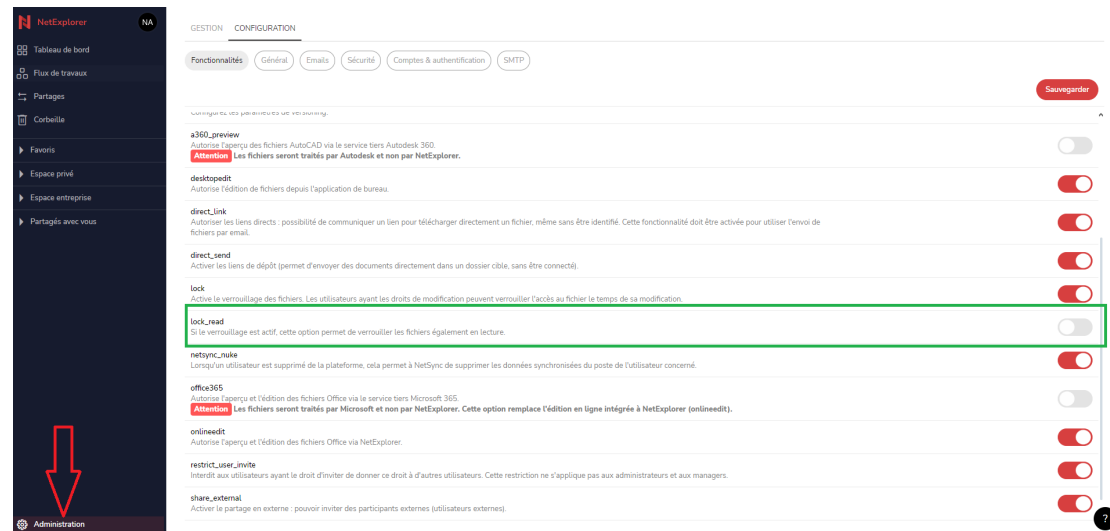 NetExplorer
NA
Tableau de bord
Flux de travaux
Partages
Corbeille
Favoris
Espace privé
Espace entreprise
Partagés avec vous
Administration
GESTION CONFIGURATION
Fonctionnalités Général Emails Sécurité Comptes & authentification SMTP
Sauvegarder
Configurez les paramètres de versioning.
a360_preview
Autorise l'aperçu des fichiers AutoCAD via le service tiers Autodesk 360.
Attention Les fichiers seront traités par Autodesk et non par NetExplorer.
desktopedit
Autorise l'édition de fichiers depuis l'application de bureau.
direct_link
Autoriser les liens directs : possibilité de communiquer un lien pour télécharger directement un fichier, même sans être identifié. Cette fonctionnalité doit être activée pour utiliser l'envoi de
fichiers par email.
direct_send
Activer les liens de dépôt (permet d'envoyer des documents directement dans un dossier cible, sans être connecté).
lock
Active le verrouillage des fichiers. Les utilisateurs ayant les droits de modification peuvent verrouiller l'accès au fichier le temps de sa modification.
lock_read
Si le verrouillage est actif, cette option permet de verrouiller les fichiers également en lecture.
netsync_nuke
Lorsqu'un utilisateur est supprimé de la plateforme, cela permet à NetSync de supprimer les données synchronisées du poste de l'utilisateur concerné.
office365
Autorise l'aperçu et l'édition des fichiers Office via le service tiers Microsoft 365.
Attention Les fichiers seront traités par Microsoft et non par NetExplorer. Cette option remplace l'édition en ligne intégrée à NetExplorer (onlineedit).
onlineedit
Autorise l'aperçu et l'édition des fichiers Office via NetExplorer.
restrict_user_invite
Interdit aux utilisateurs ayant le droit d'inviter de donner ce droit à d'autres utilisateurs. Cette restriction ne s'applique pas aux administrateurs et aux managers.
share_external
Activer le partage en externe : pouvoir inviter des participants externes (utilisateurs externes).
?